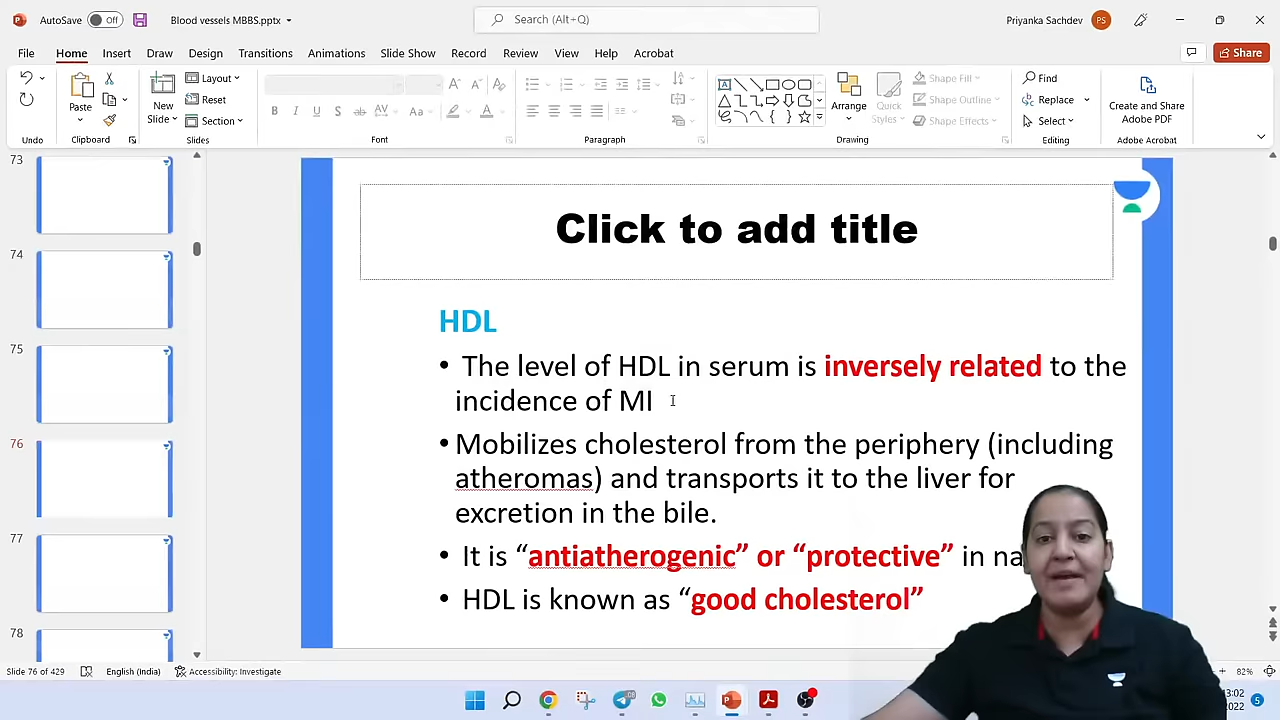 AutoSave Off Blood vessels MBBS.pptx Search (Alt+Q) Priyanka Sachdev PS
File Home Insert Draw Design Transitions Animations Slide Show Record Review View Help Acrobat Share
Undo
Paste
Clipboard
New
Slide
Layout
Reset
Section
Slides
B I U S ab AV Aa A
Font
Paragraph
Arrange
Quick
Styles
Shape Fill
Shape Outline
Shape Effects
Drawing
Find
Replace
Select
Editing
Create and Share
Adobe PDF
Adobe Acrobat
73
74
75
76
77
78
Click to add title
HDL
• The level of HDL in serum is inversely related to the
incidence of MI
• Mobilizes cholesterol from the periphery (including
atheromas) and transports it to the liver for
excretion in the bile.
• It is “antiatherogenic” or “protective” in na
• HDL is known as “good cholesterol”
Slide 76 of 429 English (India) Accessibility: Investigate 82%
5